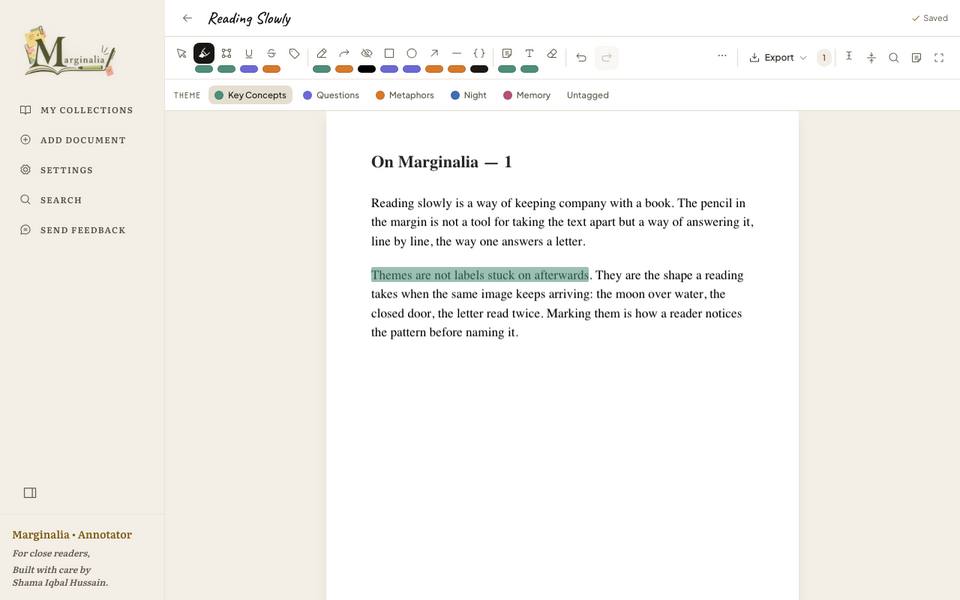 Marginalia
MY COLLECTIONS
ADD DOCUMENT
SETTINGS
SEARCH
SEND FEEDBACK
Marginalia • Annotator
For close readers,
Built with care by
Shama Iqbal Hussain.
Reading Slowly
Saved
Export
1
THEME
Key Concepts
Questions
Metaphors
Night
Memory
Untagged
On Marginalia — 1
Reading slowly is a way of keeping company with a book. The pencil in
the margin is not a tool for taking the text apart but a way of answering it,
line by line, the way one answers a letter.
Themes are not labels stuck on afterwards. They are the shape a reading
takes when the same image keeps arriving: the moon over water, the
closed door, the letter read twice. Marking them is how a reader notices
the pattern before naming it.